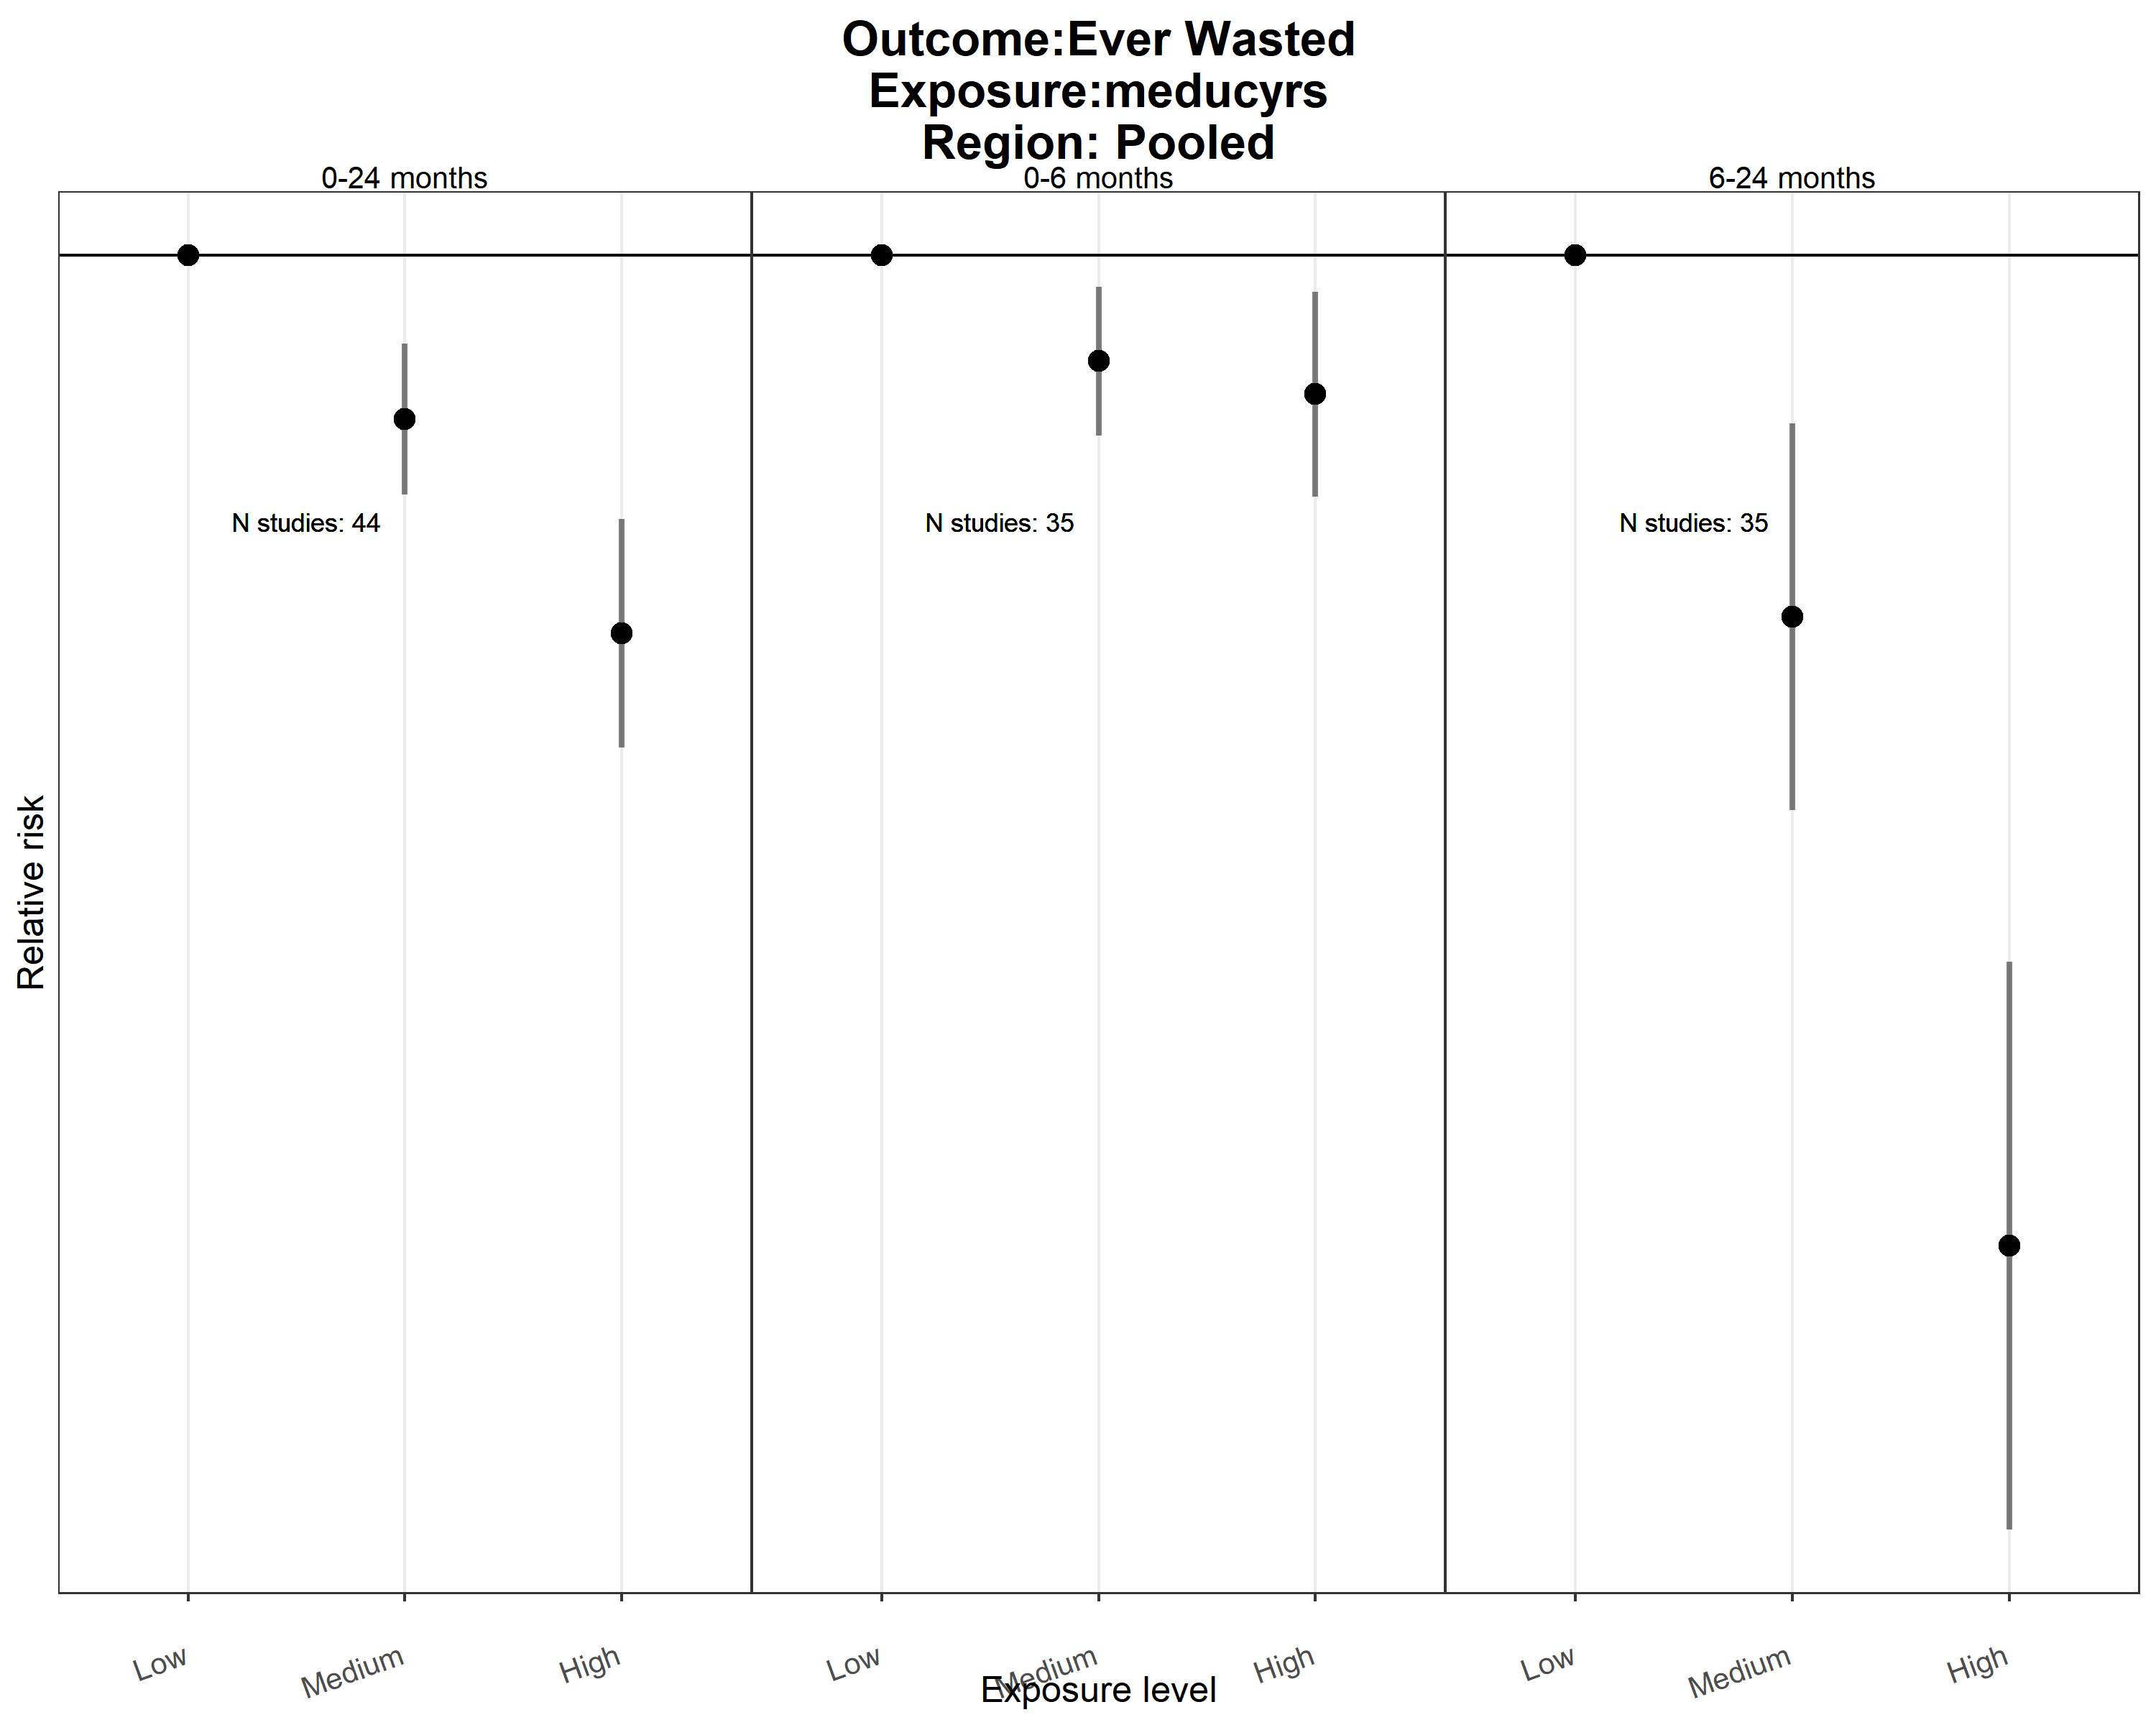 Outcome:Ever Wasted
Exposure:meducyrs
Region: Pooled
0-24 months
0-6 months
6-24 months
N studies: 44
N studies: 35
N studies: 35
Relative risk
Low
Medium
High
Low
Medium
High
Low
Medium
High
Exposure level